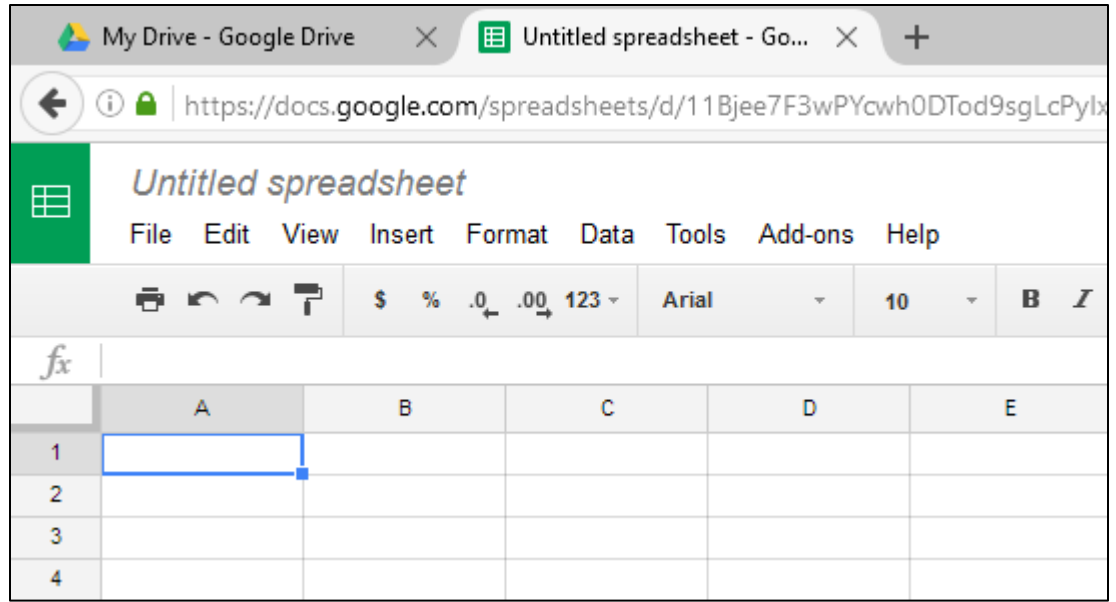 My Drive - Google Drive Untitled spreadsheet - Go...
https://docs.google.com/spreadsheets/d/11Bjee7F3wPYcwh0DTod9sgLcPyIx
Untitled spreadsheet
File Edit View Insert Format Data Tools Add-ons Help
$ % .0 .00 123 Arial 10 B I
fx
A B C D E
1
2
3
4